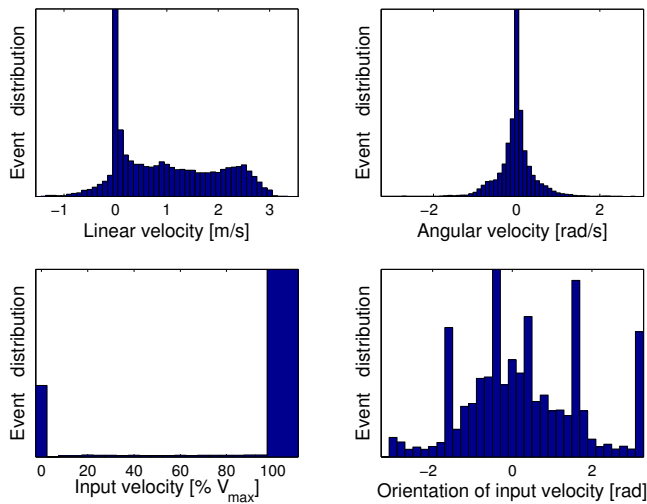 Event distribution
−1 0 1 2 3
Linear velocity [m/s]
Event distribution
−2 0 2
Angular velocity [rad/s]
Event distribution
0 20 40 60 80 100
Input velocity [% Vmax]
Event distribution
−2 0 2
Orientation of input velocity [rad]